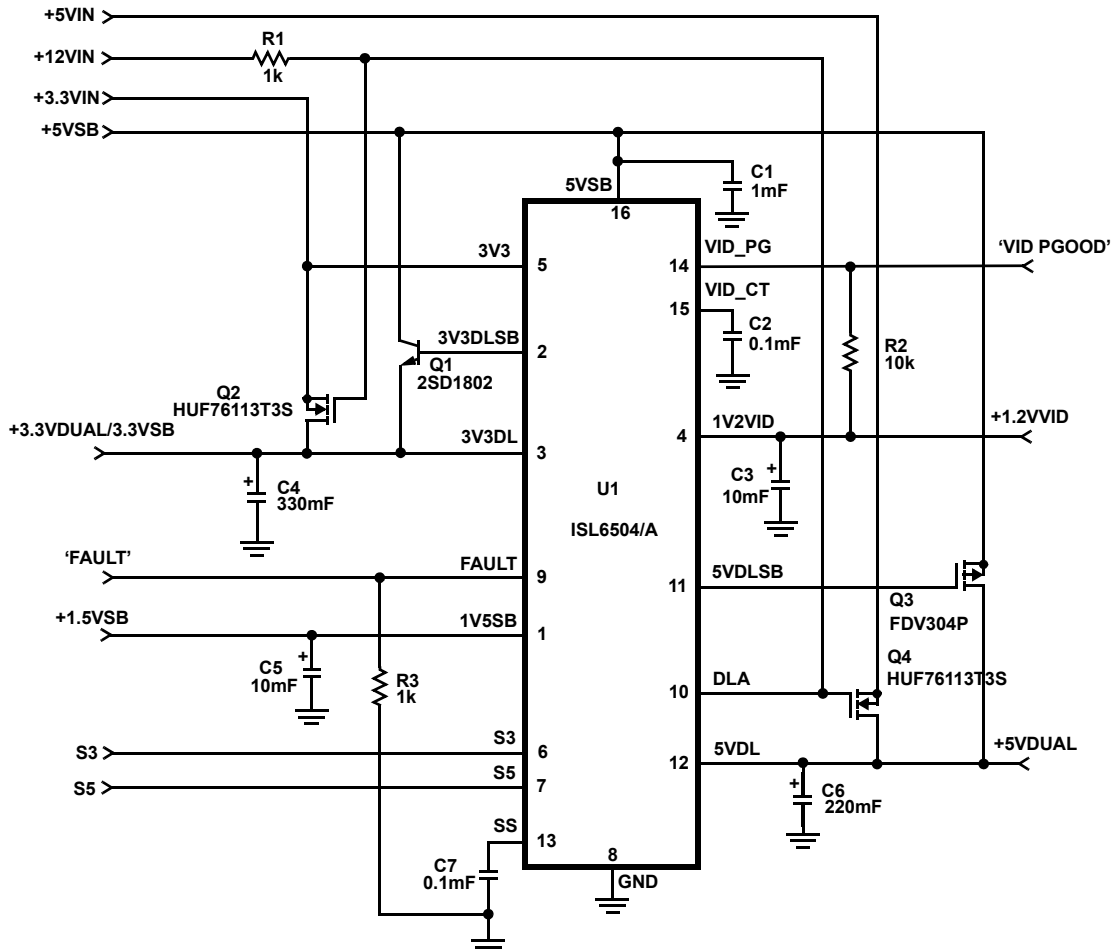 +5VIN
+12VIN
R1
1k
+3.3VIN
+5VSB
C1
1mF
5VSB
16
3V3
5
VID_PG
14
‘VID PGOOD’
VID_CT
15
C2
0.1mF
R2
10k
3V3DLSB
2
Q1
2SD1802
Q2
HUF76113T3S
+3.3VDUAL/3.3VSB
3V3DL
3
1V2VID
4
+1.2VVID
C3
10mF
C4
330mF
U1
ISL6504/A
‘FAULT’
FAULT
9
5VDLSB
11
Q3
FDV304P
+1.5VSB
1V5SB
1
C5
10mF
R3
1k
Q4
HUF76113T3S
DLA
10
S3
S3
6
5VDL
12
+5VDUAL
S5
S5
7
C6
220mF
SS
13
C7
0.1mF
8
GND